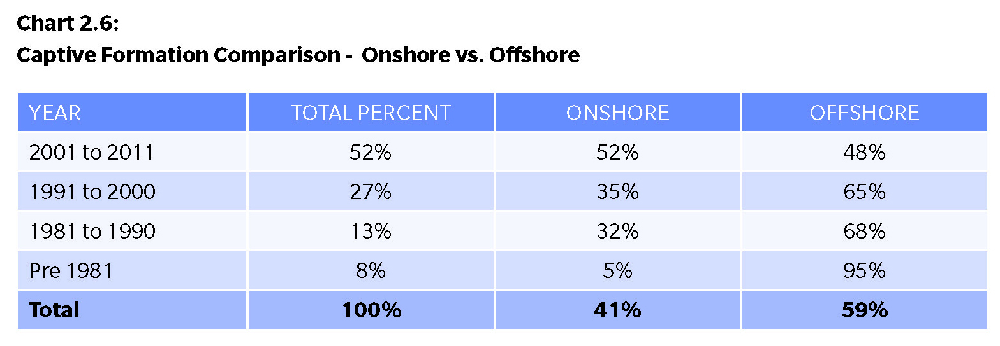 Chart 2.6:
Captive Formation Comparison - Onshore vs. Offshore
YEAR TOTAL PERCENT ONSHORE OFFSHORE
2001 to 2011 52% 52% 48%
1991 to 2000 27% 35% 65%
1981 to 1990 13% 32% 68%
Pre 1981 8% 5% 95%
Total 100% 41% 59%